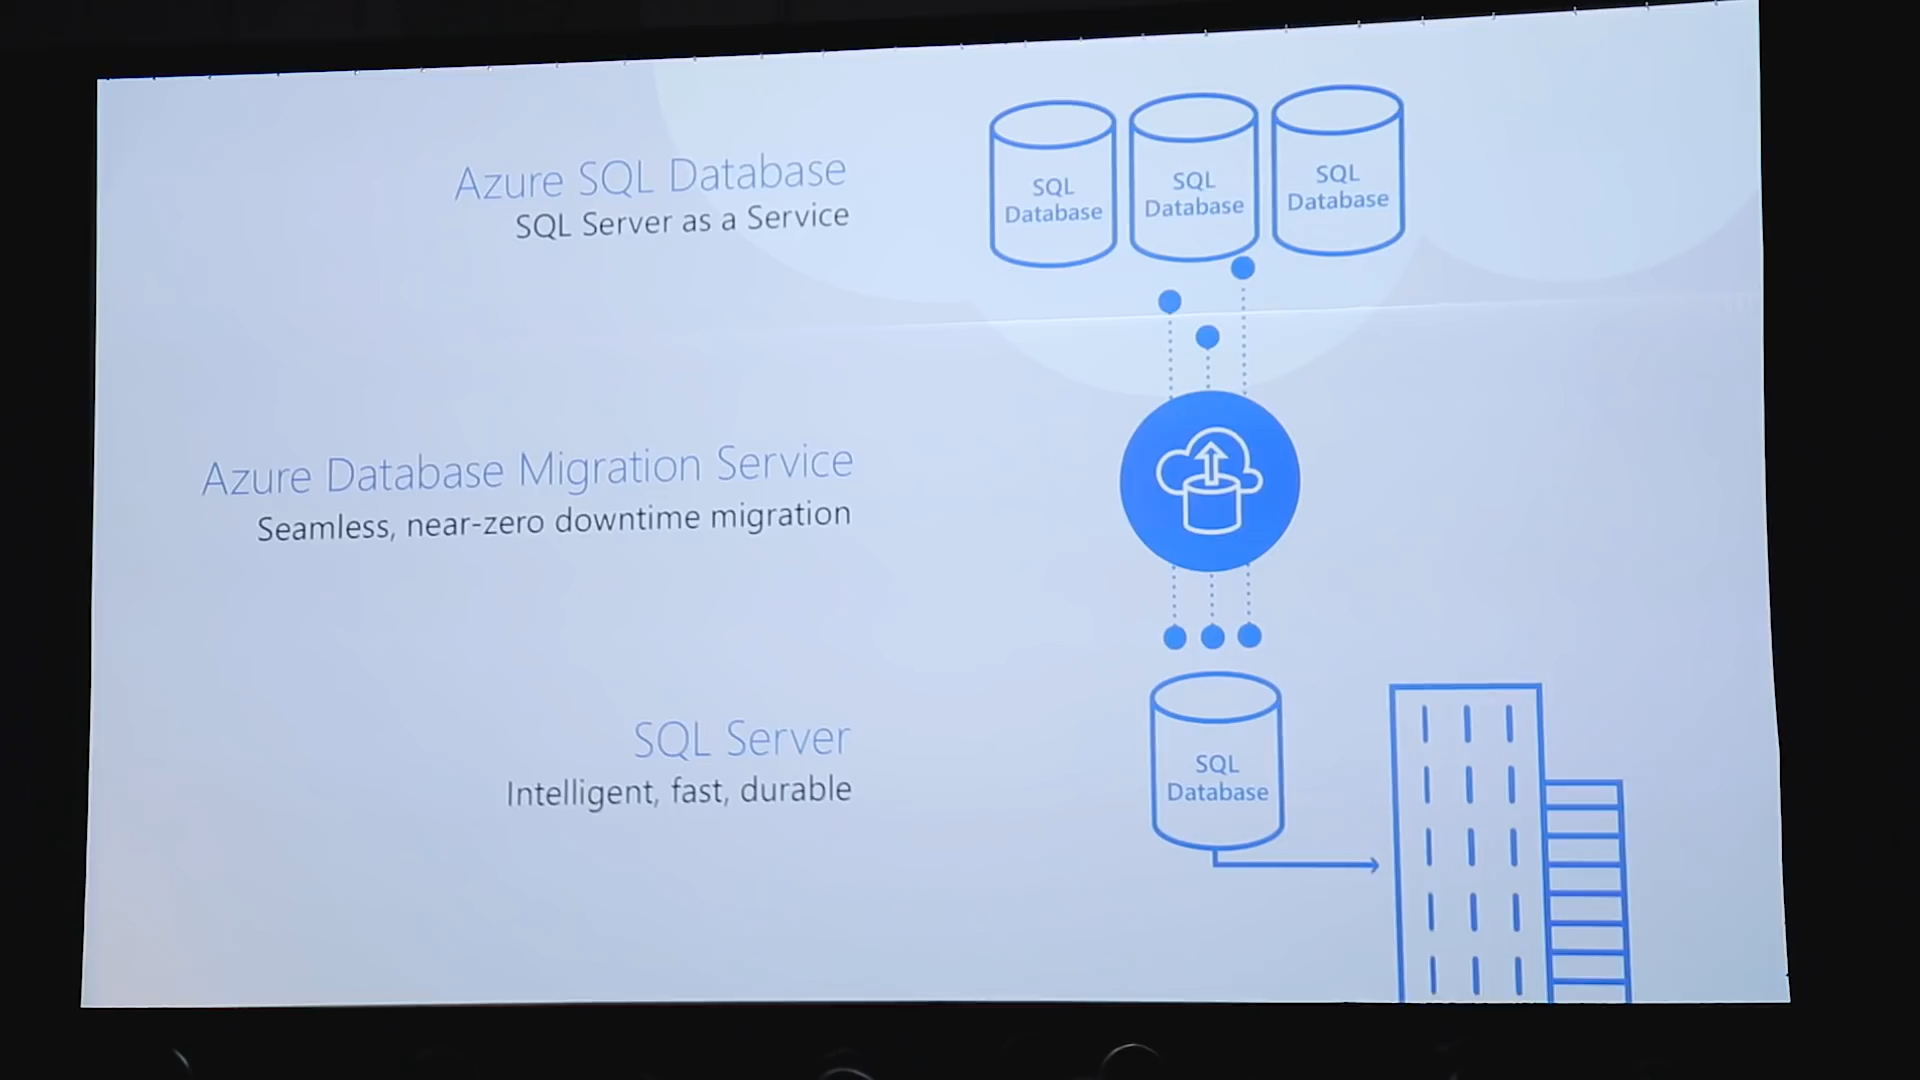 Azure SQL Database
SQL Server as a Service
SQL
Database
SQL
Database
SQL
Database
Azure Database Migration Service
Seamless, near-zero downtime migration
SQL Server
Intelligent, fast, durable
SQL
Database